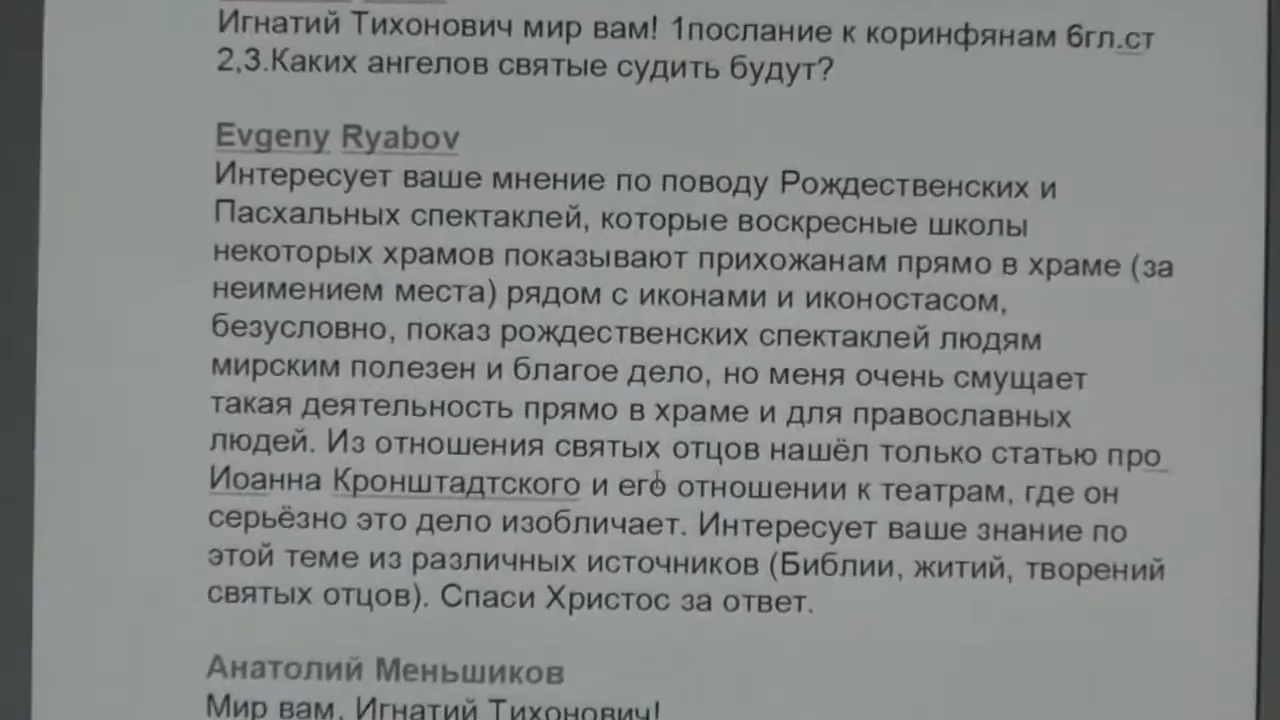 Игнатий Тихонович мир вам! 1послание к коринфянам 6гл.ст
2,3.Каких ангелов святые судить будут?
Evgeny Ryabov
Интересует ваше мнение по поводу Рождественских и
Пасхальных спектаклей, которые воскресные школы
некоторых храмов показывают прихожанам прямо в храме (за
неимением места) рядом с иконами и иконостасом,
безусловно, показ рождественских спектаклей людям
мирским полезен и благое дело, но меня очень смущает
такая деятельность прямо в храме и для православных
людей. Из отношения святых отцов нашёл только статью про
Иоанна Кронштадтского и его отношении к театрам, где он
серьёзно это дело изобличает. Интересует ваше знание по
этой теме из различных источников (Библии, житий, творений
святых отцов). Спаси Христос за ответ.
Анатолий Меньшиков
Мир вам, Игнатий Тихонович!